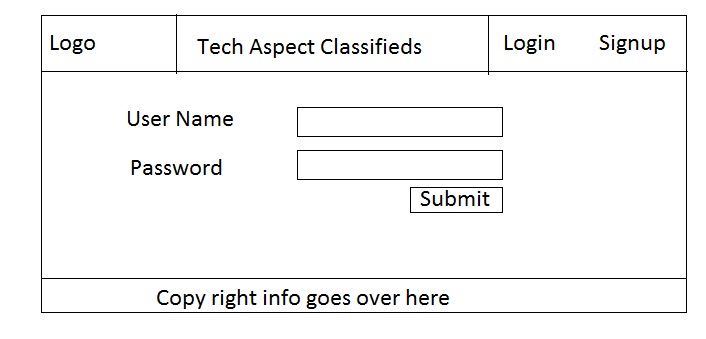 Logo Tech Aspect Classifieds Login Signup
User Name
Password
Submit
Copy right info goes over here